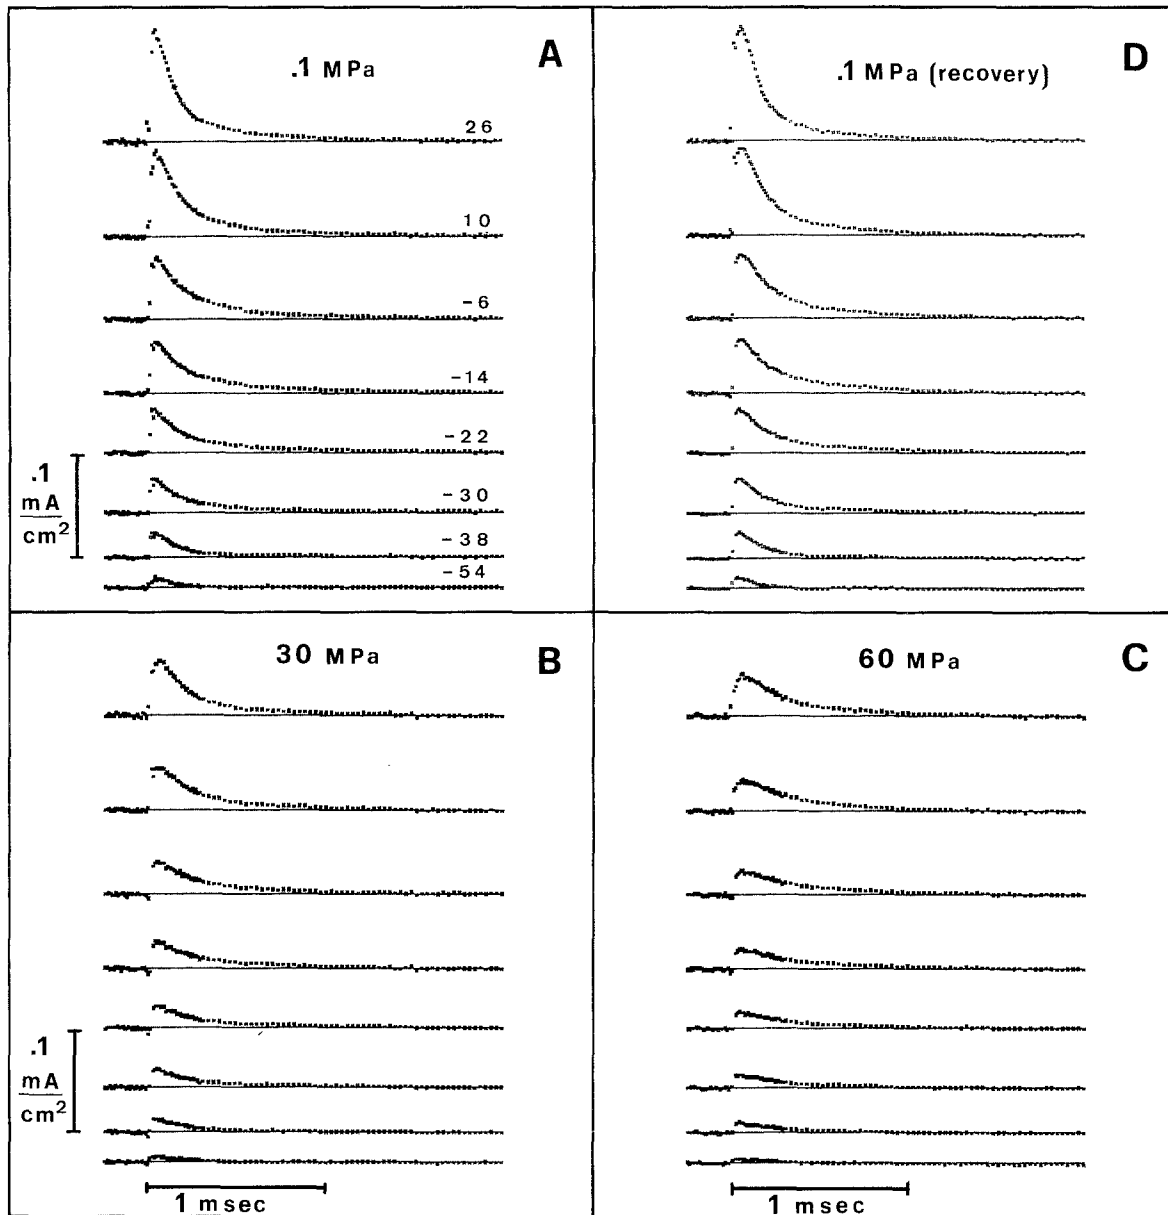 A
.1 MPa
26
10
-6
-14
-22
-30
-38
-54
.1
mA
cm²
D
.1 MPa (recovery)
B
30 MPa
.1
mA
cm²
1 msec
C
60 MPa
1 msec